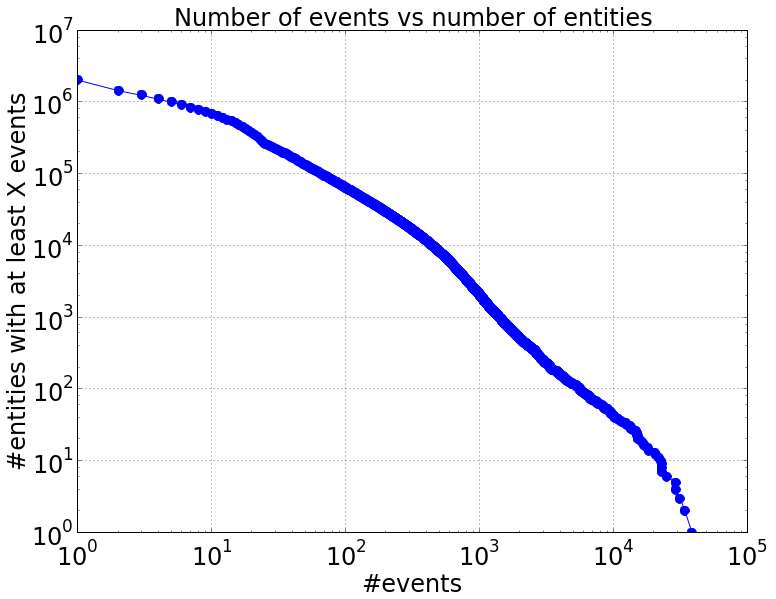 Number of events vs number of entities
10^7
10^6
10^5
10^4
10^3
10^2
10^1
10^0
#entities with at least X events
10^0 10^1 10^2 10^3 10^4 10^5
#events